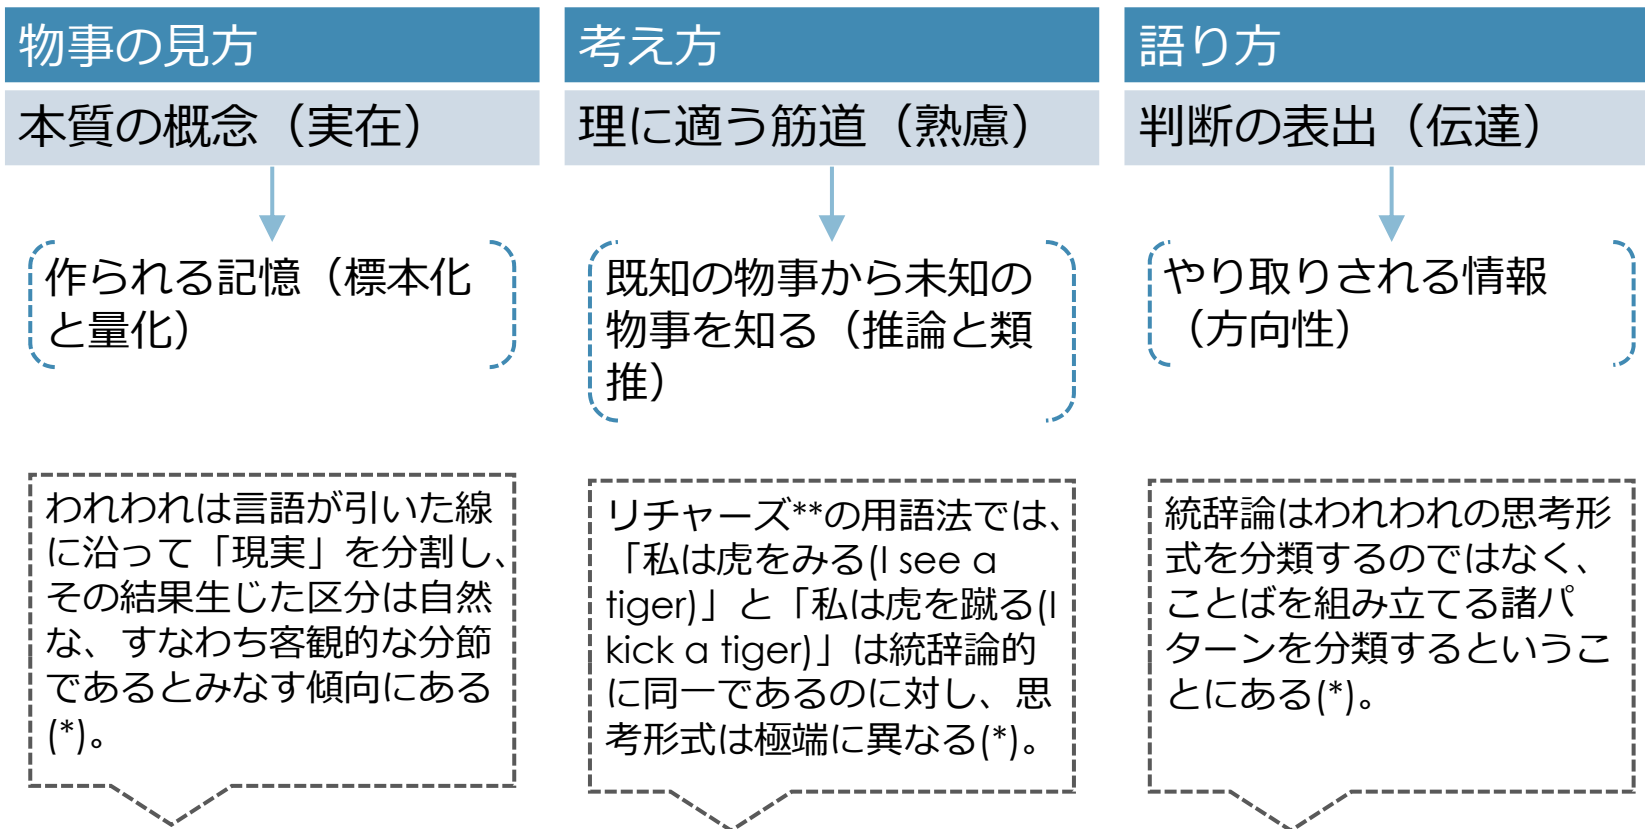 物事の見方
本質の概念（実在）
作られる記憶（標本化
と量化）
われわれは言語が引いた線
に沿って「現実」を分割し、
その結果生じた区分は自然
な、すなわち客観的な分節
であるとみなす傾向にある
(*)。
考え方
理に適う筋道（熟慮）
既知の物事から未知の
物事を知る（推論と類
推）
リチャーズ**の用語法では、
「私は虎をみる(I see a
tiger)」と「私は虎を蹴る(I
kick a tiger)」は統辞論的
に同一であるのに対し、思
考形式は極端に異なる(*)。
語り方
判断の表出（伝達）
やり取りされる情報
（方向性）
統辞論はわれわれの思考形
式を分類するのではなく、
ことばを組み立てる諸パ
ターンを分類するというこ
とにある(*)。